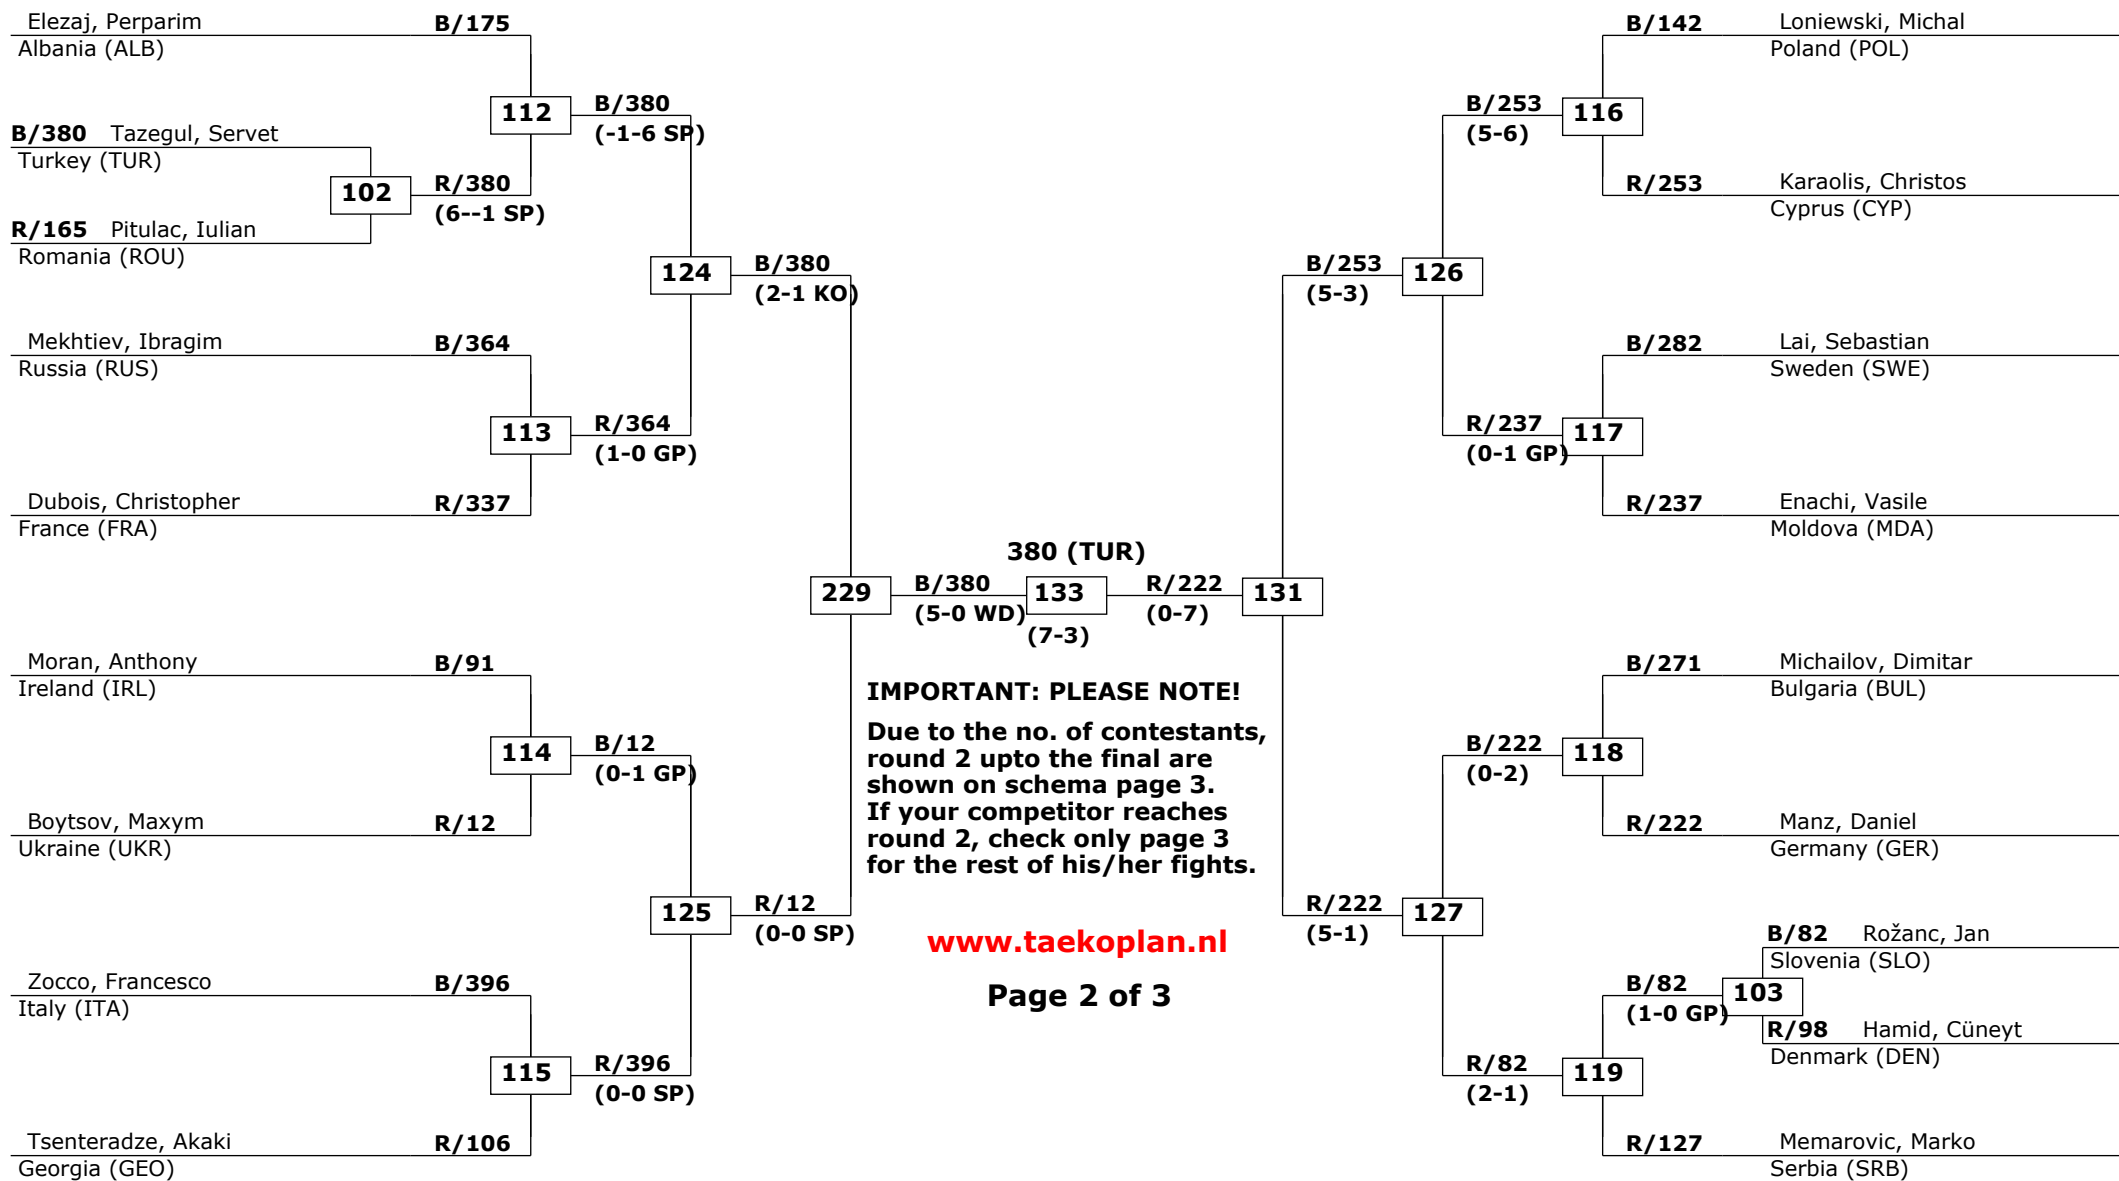 Elezaj, Perparim
B/175
Albania (ALB)
112
B/380
(-1-6 SP)
B/380 Tazegul, Servet
Turkey (TUR)
102
R/380
(6--1 SP)
R/165 Pitulac, Iulian
Romania (ROU)
124
B/380
(2-1 KO)
Mekhtiev, Ibragim
B/364
Russia (RUS)
113
R/364
(1-0 GP)
Dubois, Christopher
R/337
France (FRA)
229
B/380
(5-0 WD)
Moran, Anthony
B/91
Ireland (IRL)
114
B/12
(0-1 GP)
Boytsov, Maxym
R/12
Ukraine (UKR)
125
R/12
(0-0 SP)
Zocco, Francesco
B/396
Italy (ITA)
115
R/396
(0-0 SP)
Tsenteradze, Akaki
R/106
Georgia (GEO)
380 (TUR)
133
(7-3)
IMPORTANT: PLEASE NOTE!
Due to the no. of contestants,
round 2 upto the final are
shown on schema page 3.
If your competitor reaches
round 2, check only page 3
for the rest of his/her fights.
www.taekoplan.nl
Page 2 of 3
B/142
Loniewski, Michal
Poland (POL)
B/253
(5-6)
116
R/253
Karaolis, Christos
Cyprus (CYP)
B/253
(5-3)
126
B/282
Lai, Sebastian
Sweden (SWE)
R/237
(0-1 GP)
117
R/237
Enachi, Vasile
Moldova (MDA)
R/222
(0-7)
131
B/271
Michailov, Dimitar
Bulgaria (BUL)
B/222
(0-2)
118
R/222
Manz, Daniel
Germany (GER)
R/222
(5-1)
127
B/82 Rožanc, Jan
Slovenia (SLO)
B/82
(1-0 GP)
103
R/98 Hamid, Cüneyt
Denmark (DEN)
R/82
(2-1)
119
R/127
Memarovic, Marko
Serbia (SRB)